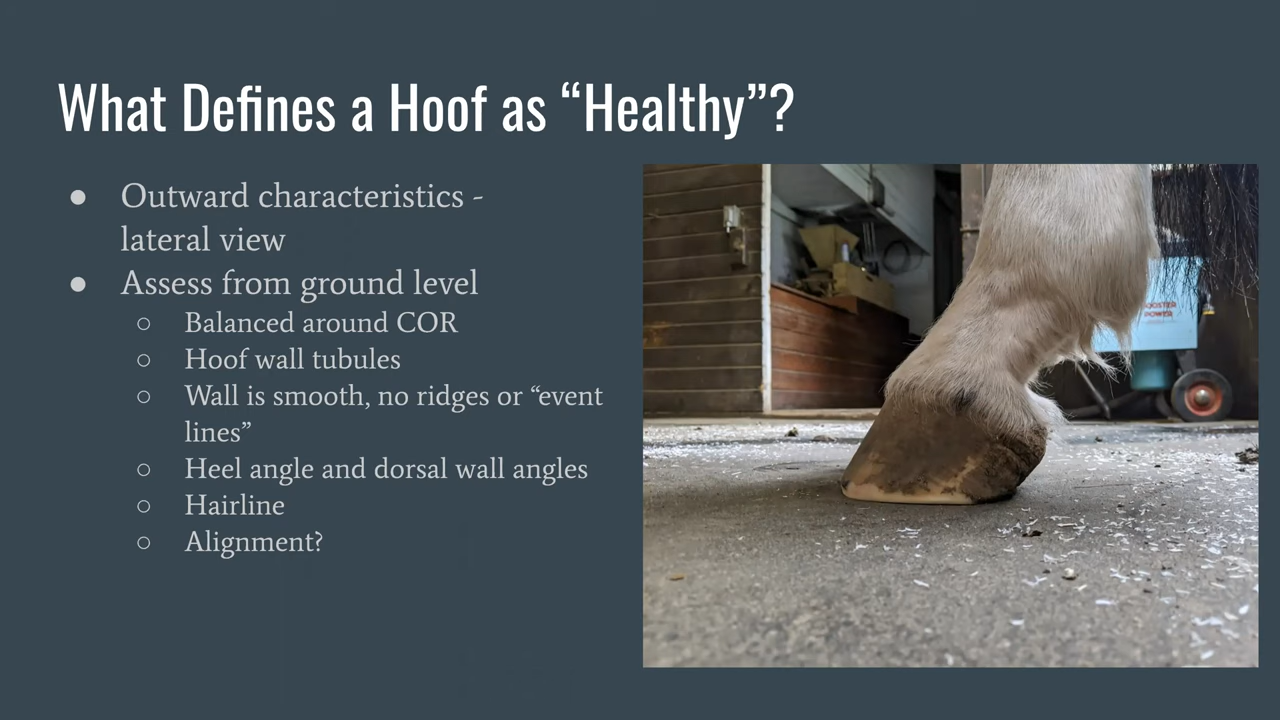 What Defines a Hoof as “Healthy”?
● Outward characteristics -
lateral view
● Assess from ground level
○ Balanced around COR
○ Hoof wall tubules
○ Wall is smooth, no ridges or “event
lines”
○ Heel angle and dorsal wall angles
○ Hairline
○ Alignment?
POWER